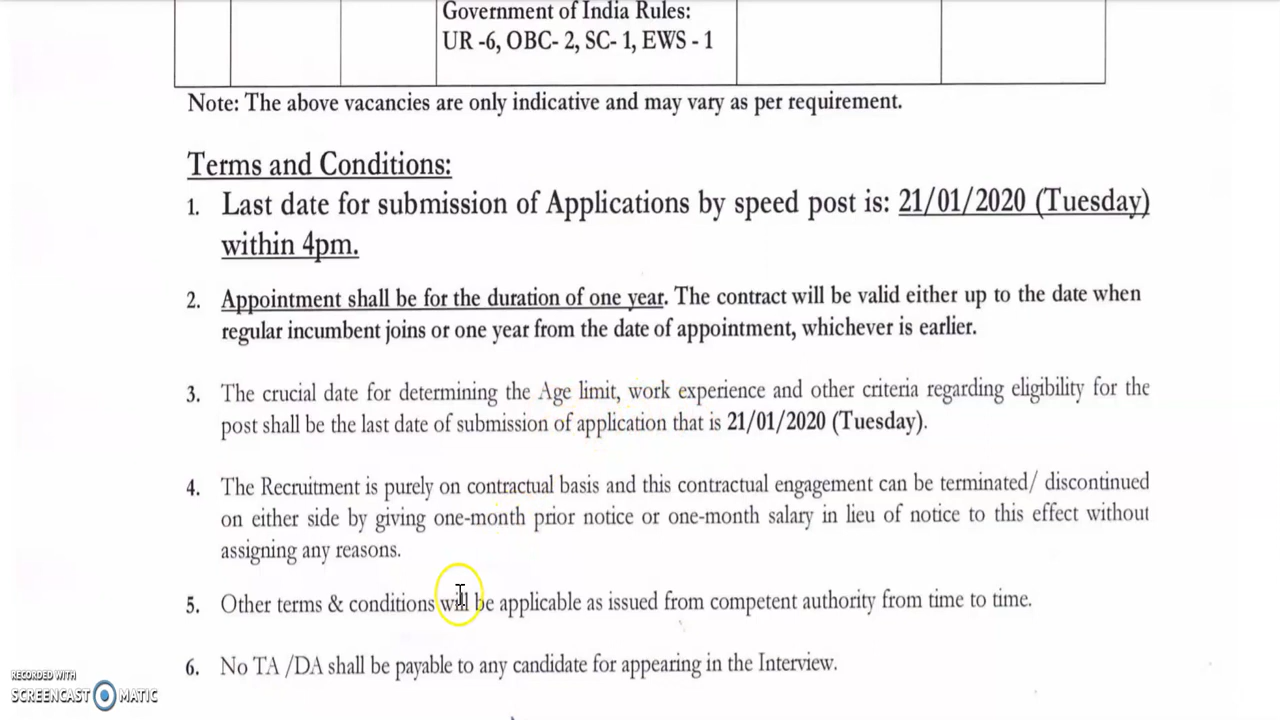 Government of India Rules:
UR -6, OBC- 2, SC- 1, EWS - 1
Note: The above vacancies are only indicative and may vary as per requirement.
Terms and Conditions:
1. Last date for submission of Applications by speed post is: 21/01/2020 (Tuesday)
within 4pm.
2. Appointment shall be for the duration of one year. The contract will be valid either up to the date when
regular incumbent joins or one year from the date of appointment, whichever is earlier.
3. The crucial date for determining the Age limit, work experience and other criteria regarding eligibility for the
post shall be the last date of submission of application that is 21/01/2020 (Tuesday).
4. The Recruitment is purely on contractual basis and this contractual engagement can be terminated/ discontinued
on either side by giving one-month prior notice or one-month salary in lieu of notice to this effect without
assigning any reasons.
5. Other terms & conditions will be applicable as issued from competent authority from time to time.
6. No TA /DA shall be payable to any candidate for appearing in the Interview.
RECORDED WITH
SCREENCAST MATIC